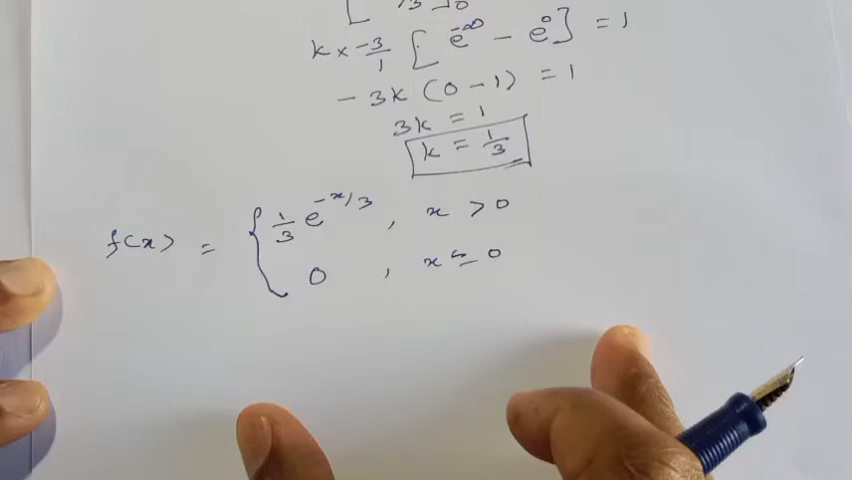 k × -3/1 [e^-∞ - e^0] = 1
- 3k (0 - 1) = 1
3k = 1
k = 1/3
f(x) = { 1/3 e^-x/3 , x > 0
0 , x ≤ 0